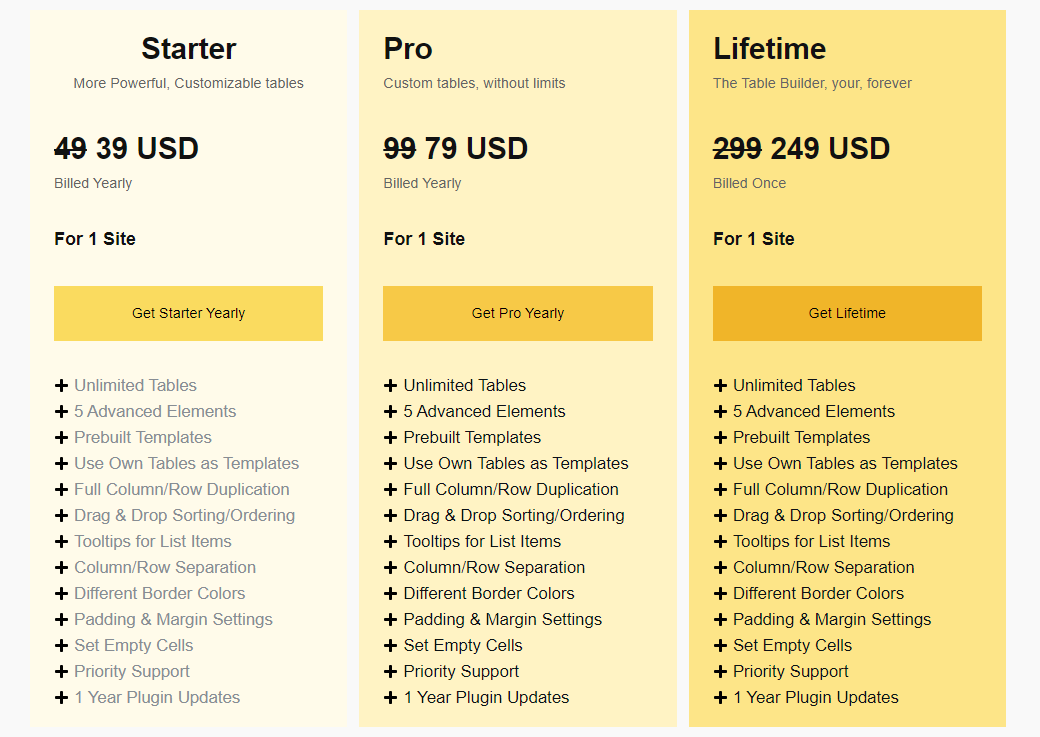 Starter
More Powerful, Customizable tables
49 39 USD
Billed Yearly
For 1 Site
Get Starter Yearly
+ Unlimited Tables
+ 5 Advanced Elements
+ Prebuilt Templates
+ Use Own Tables as Templates
+ Full Column/Row Duplication
+ Drag & Drop Sorting/Ordering
+ Tooltips for List Items
+ Column/Row Separation
+ Different Border Colors
+ Padding & Margin Settings
+ Set Empty Cells
+ Priority Support
+ 1 Year Plugin Updates
Pro
Custom tables, without limits
99 79 USD
Billed Yearly
For 1 Site
Get Pro Yearly
+ Unlimited Tables
+ 5 Advanced Elements
+ Prebuilt Templates
+ Use Own Tables as Templates
+ Full Column/Row Duplication
+ Drag & Drop Sorting/Ordering
+ Tooltips for List Items
+ Column/Row Separation
+ Different Border Colors
+ Padding & Margin Settings
+ Set Empty Cells
+ Priority Support
+ 1 Year Plugin Updates
Lifetime
The Table Builder, your, forever
299 249 USD
Billed Once
For 1 Site
Get Lifetime
+ Unlimited Tables
+ 5 Advanced Elements
+ Prebuilt Templates
+ Use Own Tables as Templates
+ Full Column/Row Duplication
+ Drag & Drop Sorting/Ordering
+ Tooltips for List Items
+ Column/Row Separation
+ Different Border Colors
+ Padding & Margin Settings
+ Set Empty Cells
+ Priority Support
+ 1 Year Plugin Updates